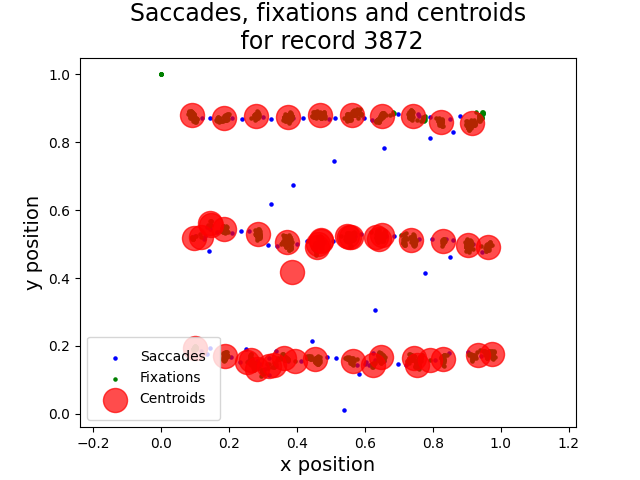 Saccades, fixations and centroids
for record 3872
y position
1.0
0.8
0.6
0.4
0.2
0.0
Saccades
Fixations
Centroids
−0.2 0.0 0.2 0.4 0.6 0.8 1.0 1.2
x position